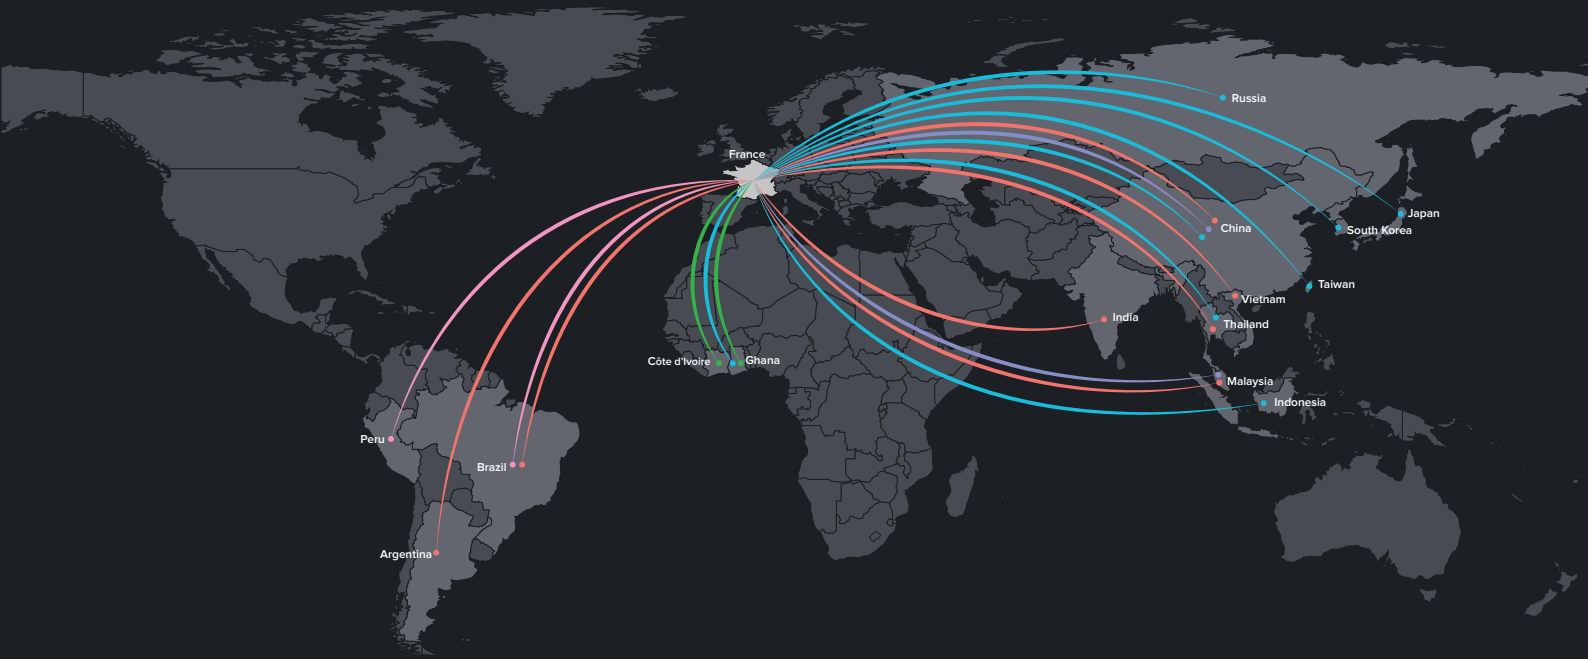 Russia
France
Japan
China
South Korea
Taiwan
Vietnam
India
Thailand
Côte d'Ivoire
Ghana
Malaysia
Indonesia
Peru
Brazil
Argentina